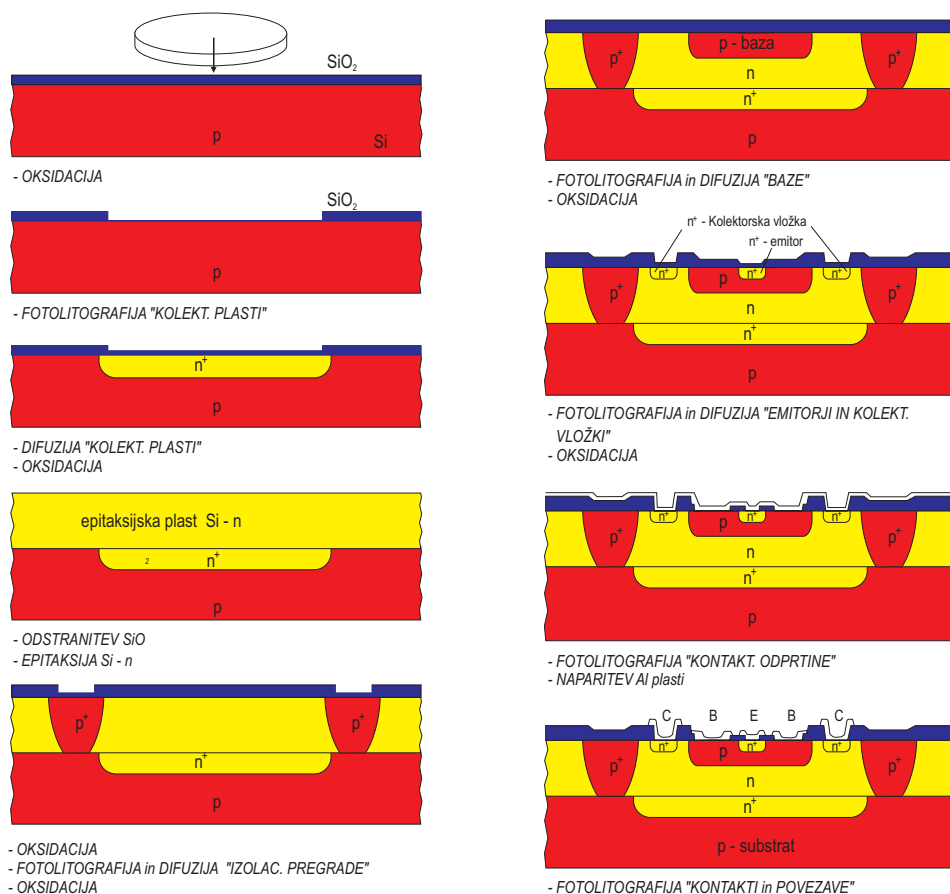 SiO2
p
Si
- OKSIDACIJA
SiO2
p
- FOTOLITOGRAFIJA "KOLEKT. PLASTI"
n+
p
- DIFUZIJA "KOLEKT. PLASTI"
- OKSIDACIJA
epitaksijska plast Si - n
2 n+
p
- ODSTRANITEV SiO
- EPITAKSIJA Si - n
p+ p+
n+
p
- OKSIDACIJA
- FOTOLITOGRAFIJA in DIFUZIJA "IZOLAC. PREGRADE"
- OKSIDACIJA
p - baza
p+ p+
n
n+
p
- FOTOLITOGRAFIJA in DIFUZIJA "BAZE"
- OKSIDACIJA
n+ - Kolektorska vložka
n+ - emitor
n+ n+ n+
p+ p p+
n
n+
p
- FOTOLITOGRAFIJA in DIFUZIJA "EMITORJI IN KOLEKT.
VLOŽKI"
- OKSIDACIJA
n+ n+ n+
p+ p p+
n
n+
p
- FOTOLITOGRAFIJA "KONTAKT. ODPRTINE"
- NAPARITEV Al plasti
C B E B C
n+ n+ n+
p+ p p+
n
n+
p - substrat
- FOTOLITOGRAFIJA "KONTAKTI in POVEZAVE"